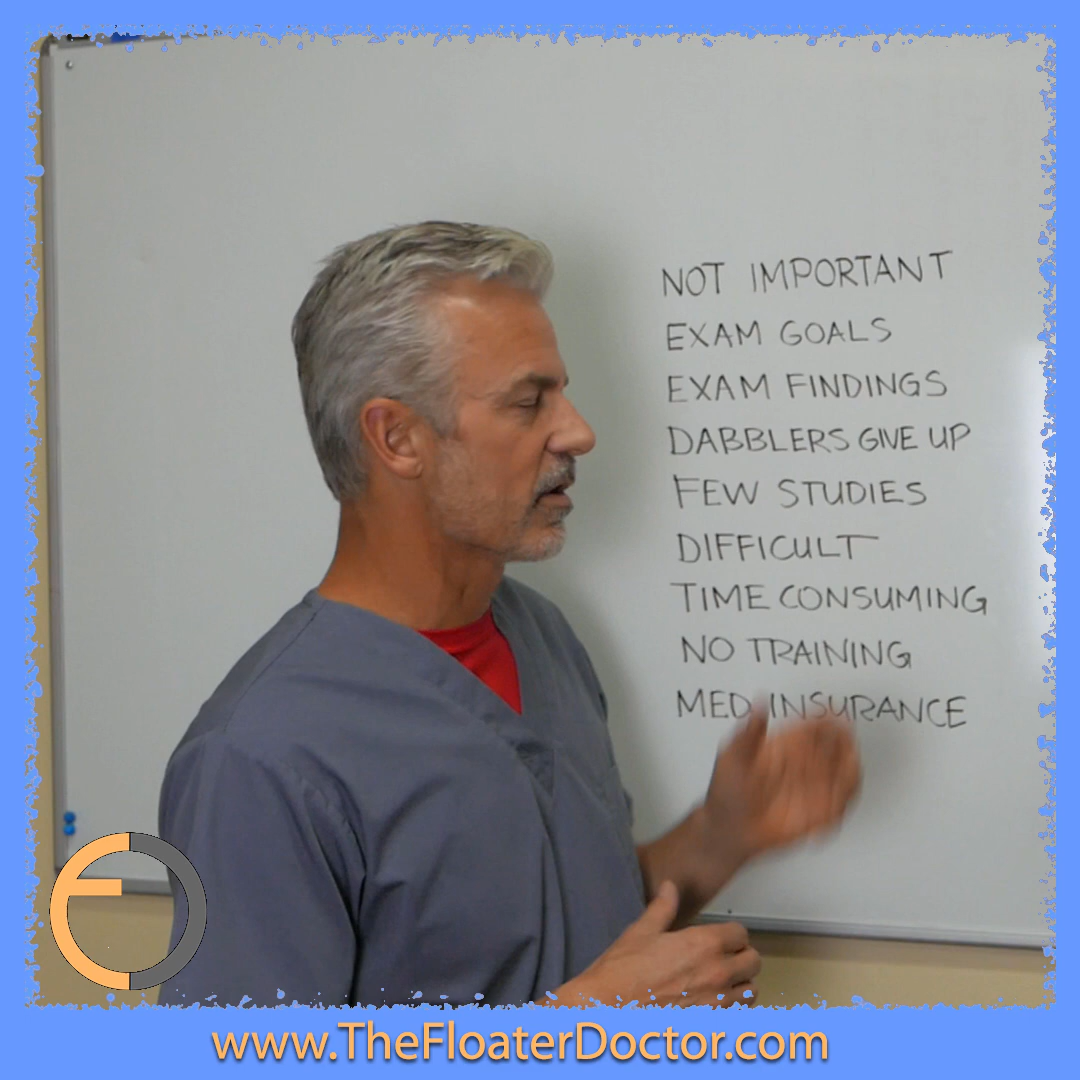 NOT IMPORTANT
EXAM GOALS
EXAM FINDINGS
DABBLERS GIVE UP
FEW STUDIES
DIFFICULT
TIME CONSUMING
NO TRAINING
MED INSURANCE
www.TheFloaterDoctor.com